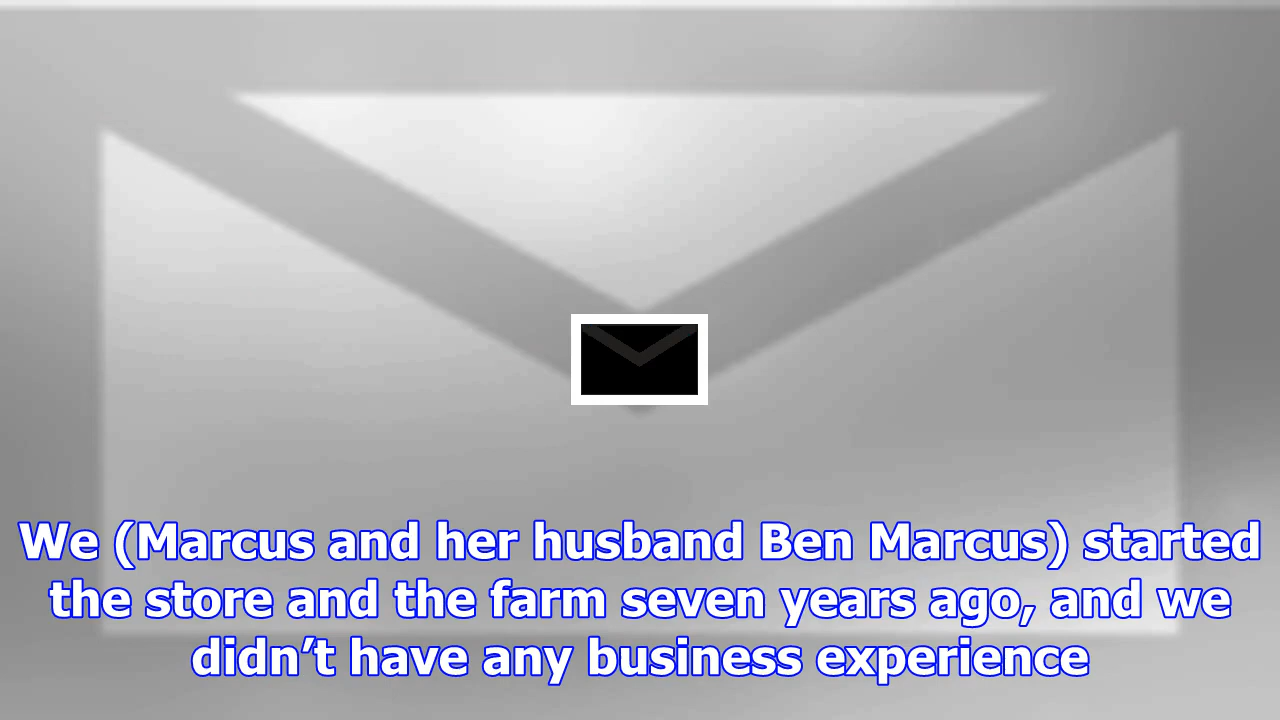 We (Marcus and her husband Ben Marcus) started
the store and the farm seven years ago, and we
didn’t have any business experience